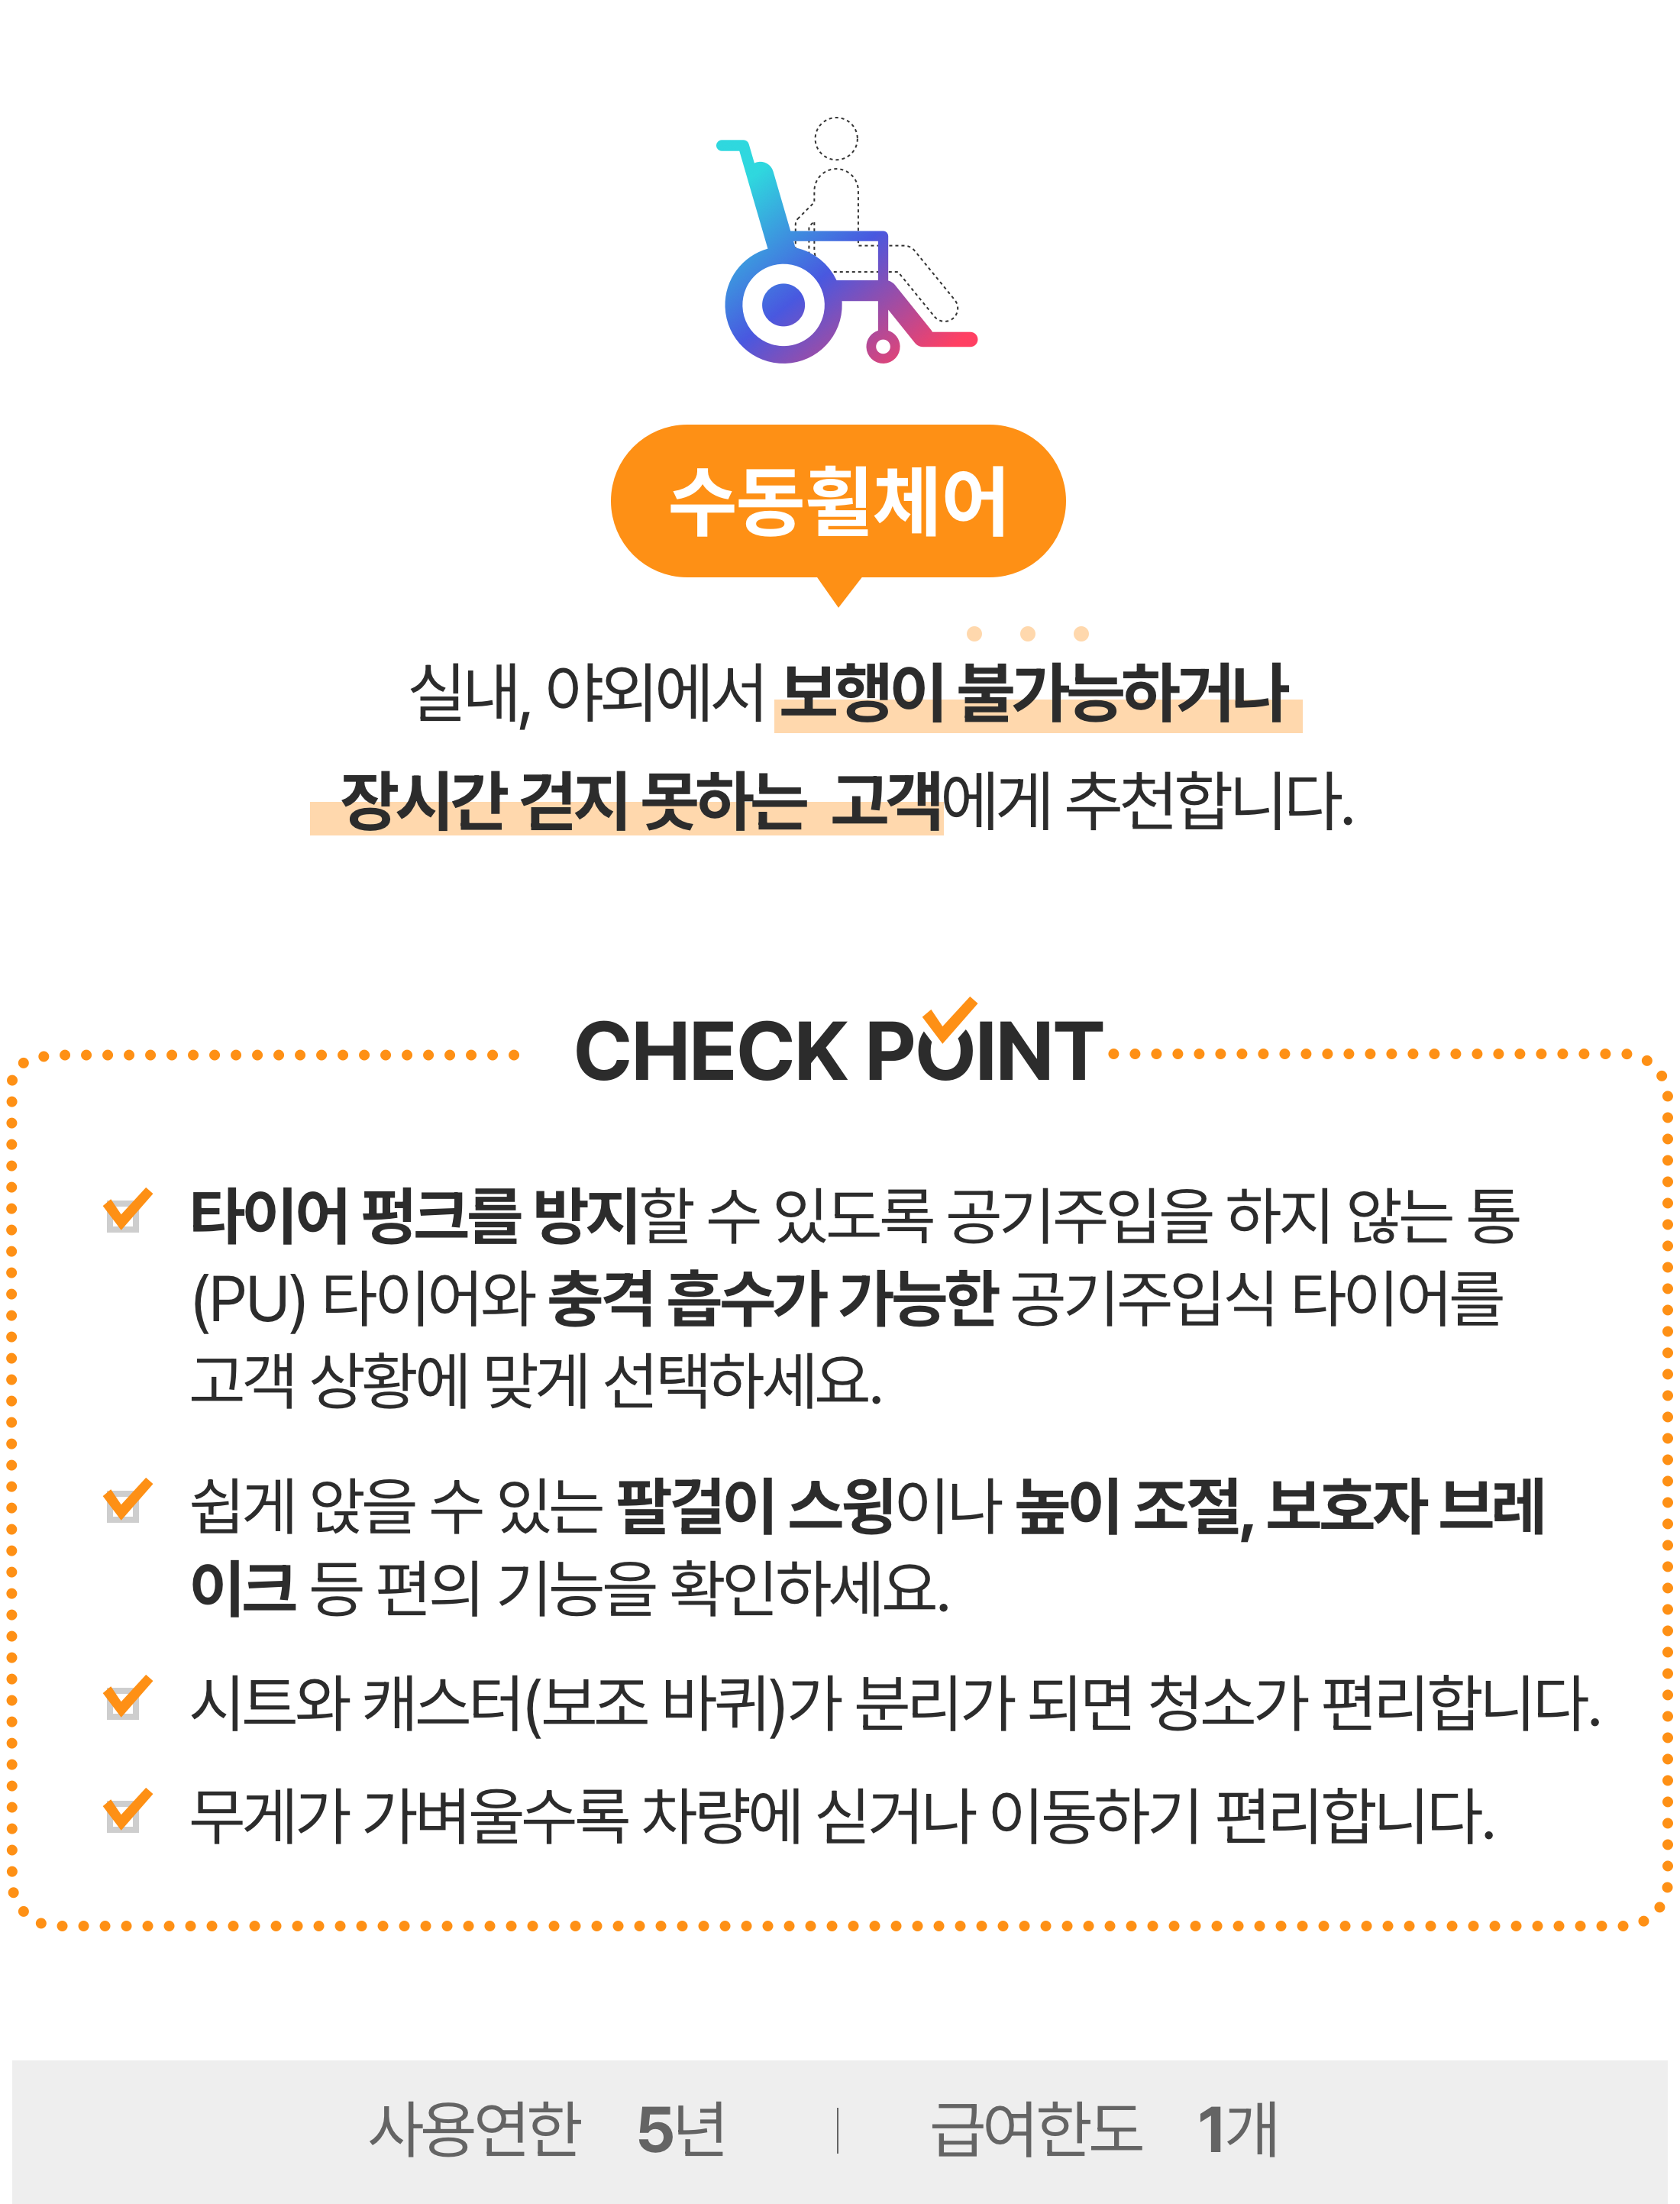 수동휠체어
실내, 야외에서 보행이 불가능하거나
장시간 걷지 못하는 고객에게 추천합니다.
CHECK POINT
타이어 펑크를 방지할 수 있도록 공기주입을 하지 않는 통
(PU) 타이어와 충격 흡수가 가능한 공기주입식 타이어를
고객 상황에 맞게 선택하세요.
쉽게 앉을 수 있는 팔걸이 스윙이나 높이 조절, 보호자 브레
이크 등 편의 기능을 확인하세요.
시트와 캐스터(보조 바퀴)가 분리가 되면 청소가 편리합니다.
무게가 가벼울수록 차량에 싣거나 이동하기 편리합니다.
사용연한 5년 | 급여한도 1개